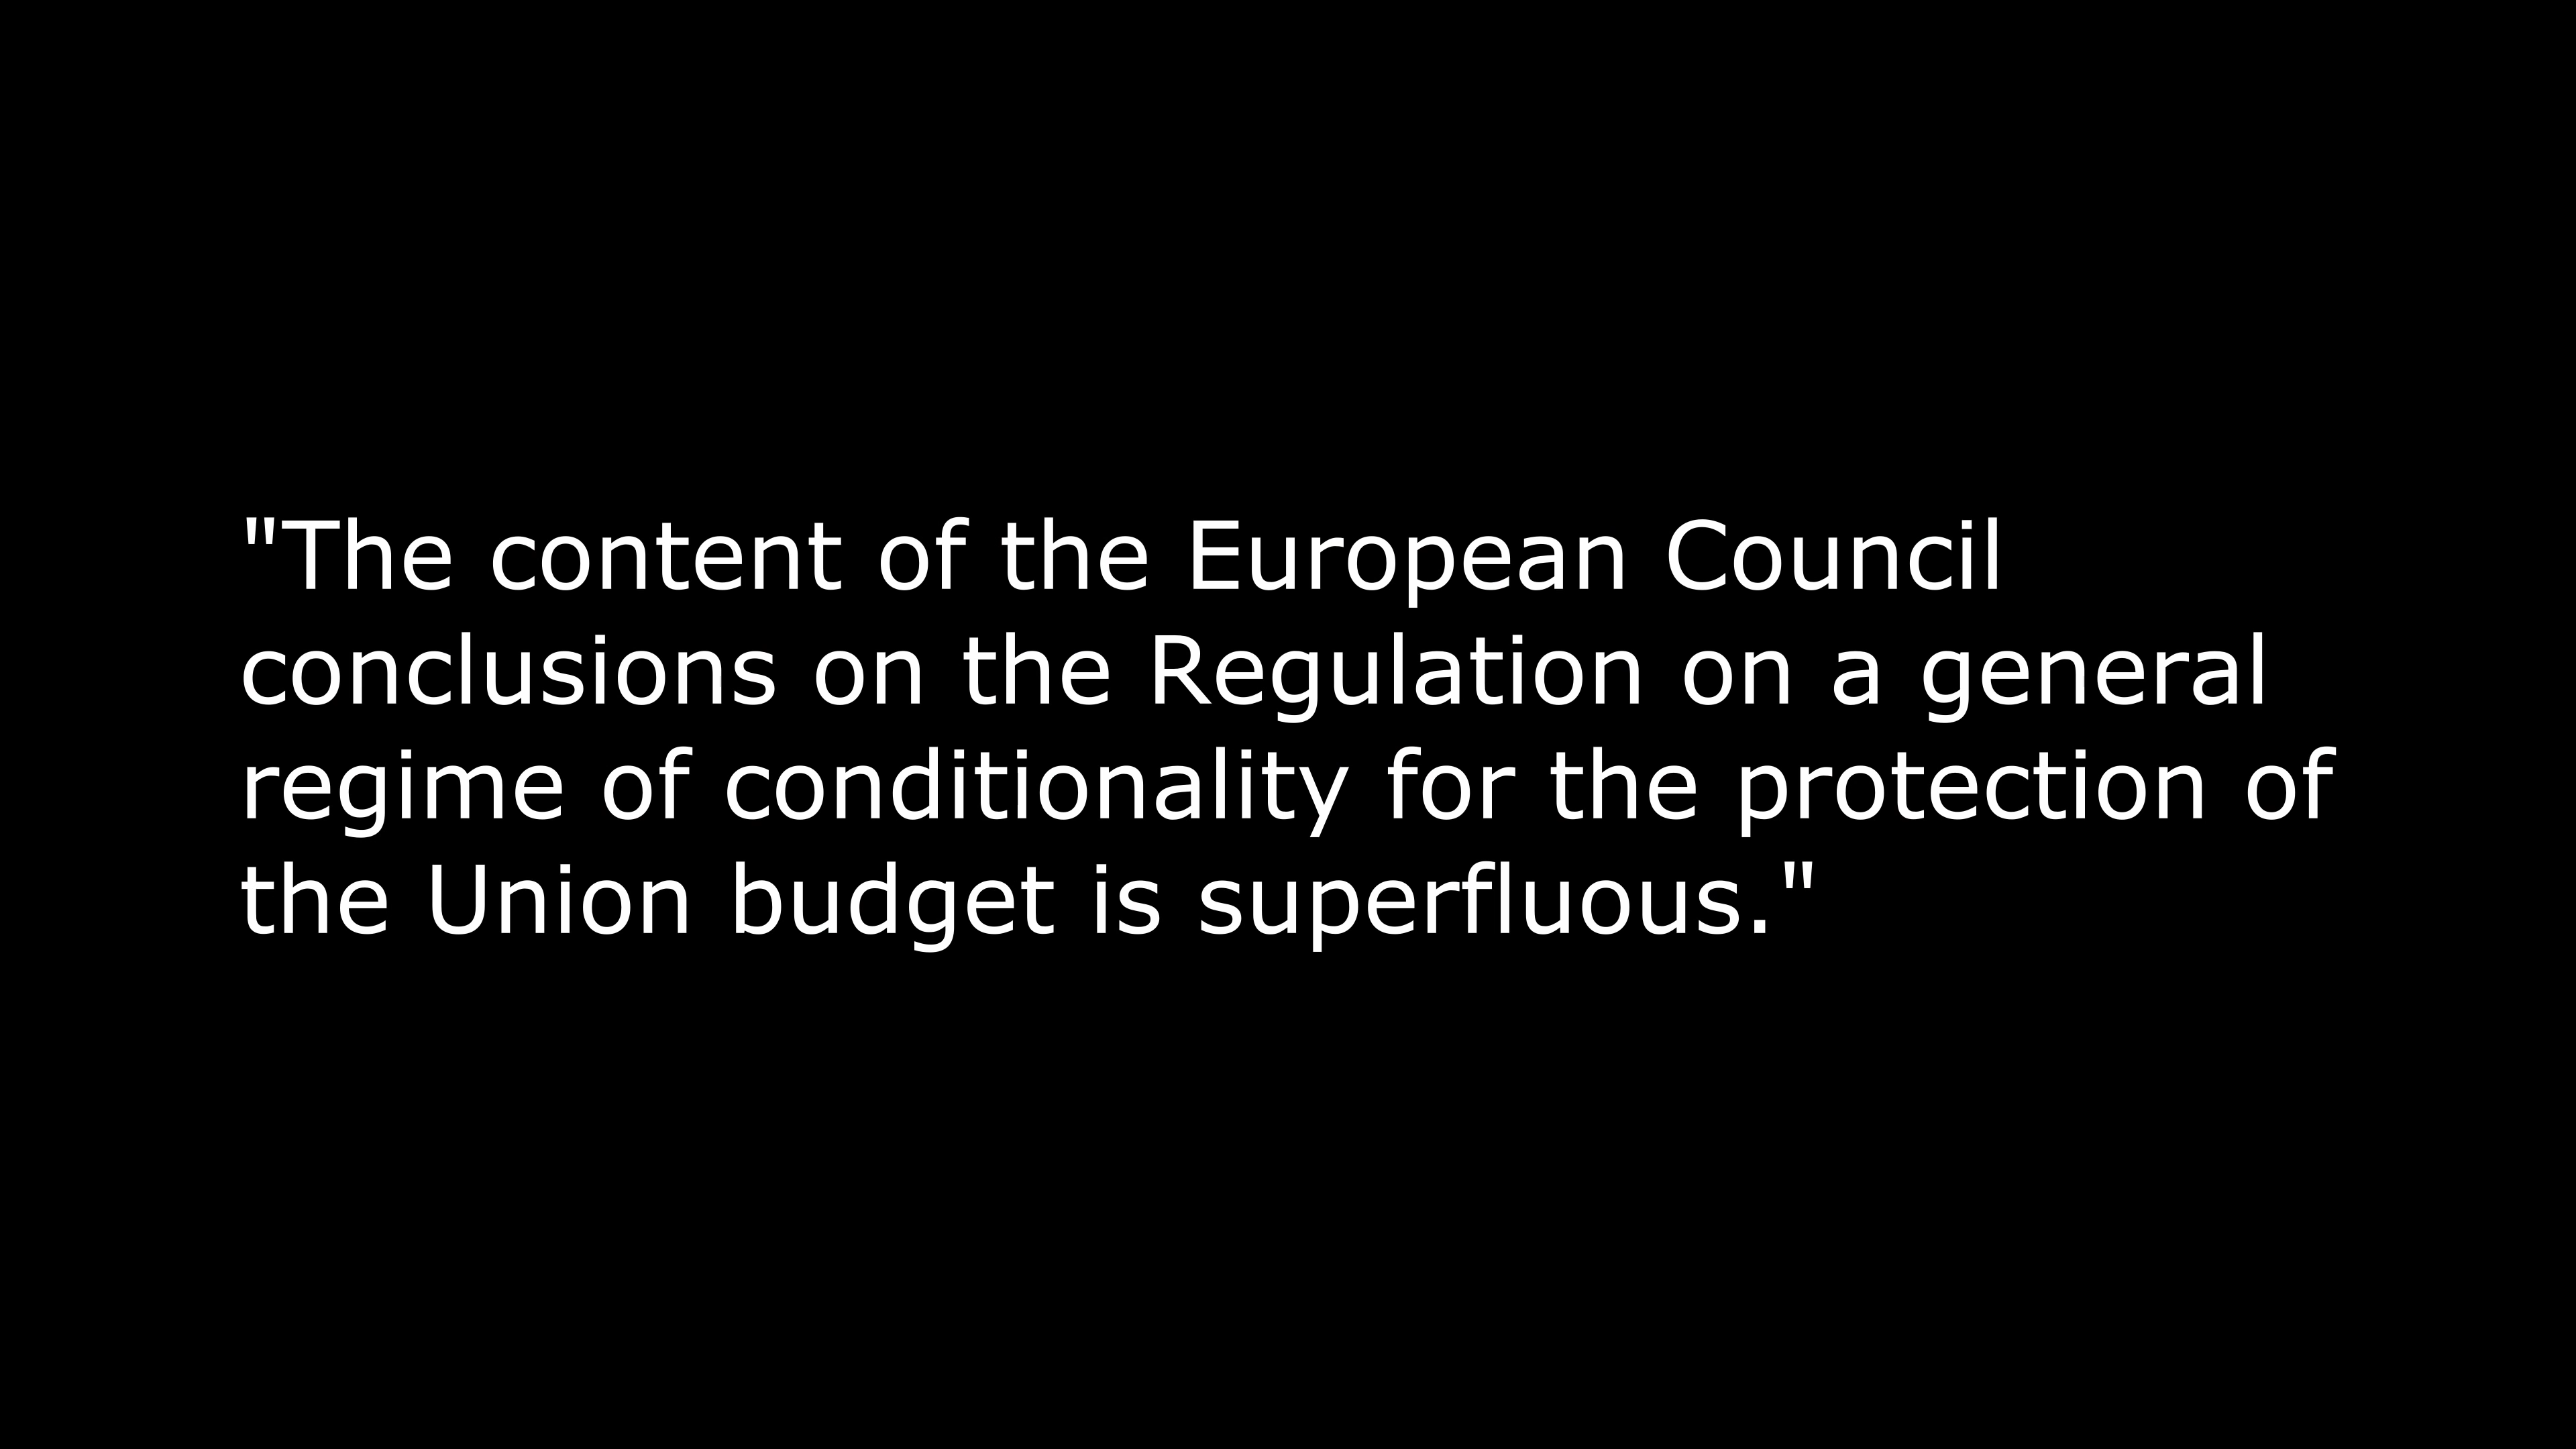 "The content of the European Council
conclusions on the Regulation on a general
regime of conditionality for the protection of
the Union budget is superfluous."